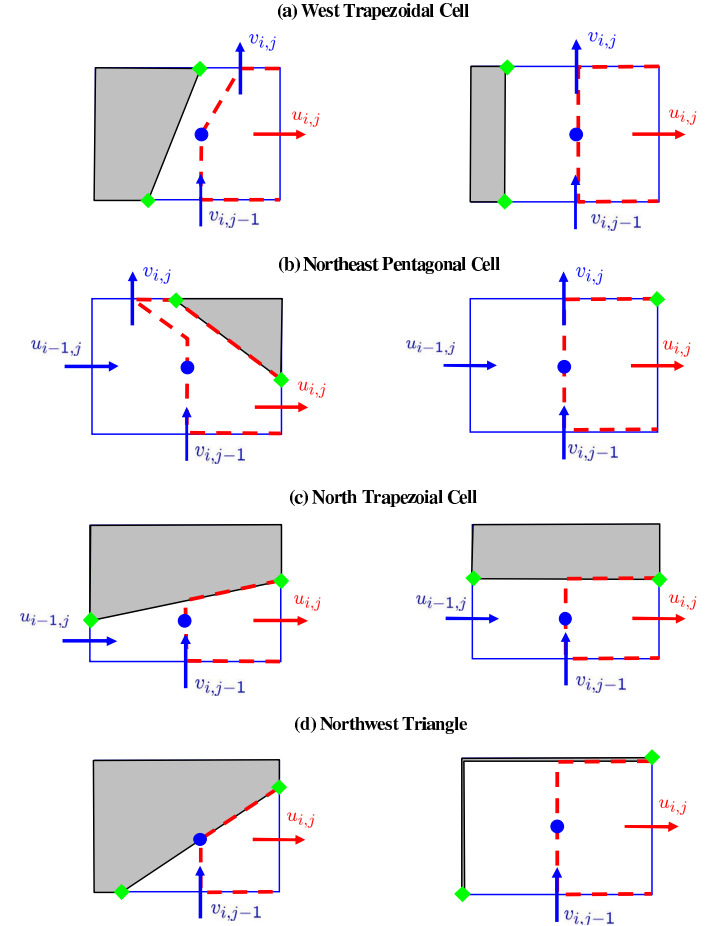 (a) West Trapezoidal Cell
v_{i,j} v_{i,j}
u_{i,j} u_{i,j}
v_{i,j-1} v_{i,j-1}
(b) Northeast Pentagonal Cell
v_{i,j} v_{i,j}
u_{i-1,j} u_{i-1,j} u_{i,j}
u_{i,j}
v_{i,j-1} v_{i,j-1}
(c) North Trapezoial Cell
u_{i-1,j} u_{i,j} u_{i-1,j} u_{i,j}
v_{i,j-1} v_{i,j-1}
(d) Northwest Triangle
u_{i,j} u_{i,j}
v_{i,j-1} v_{i,j-1}